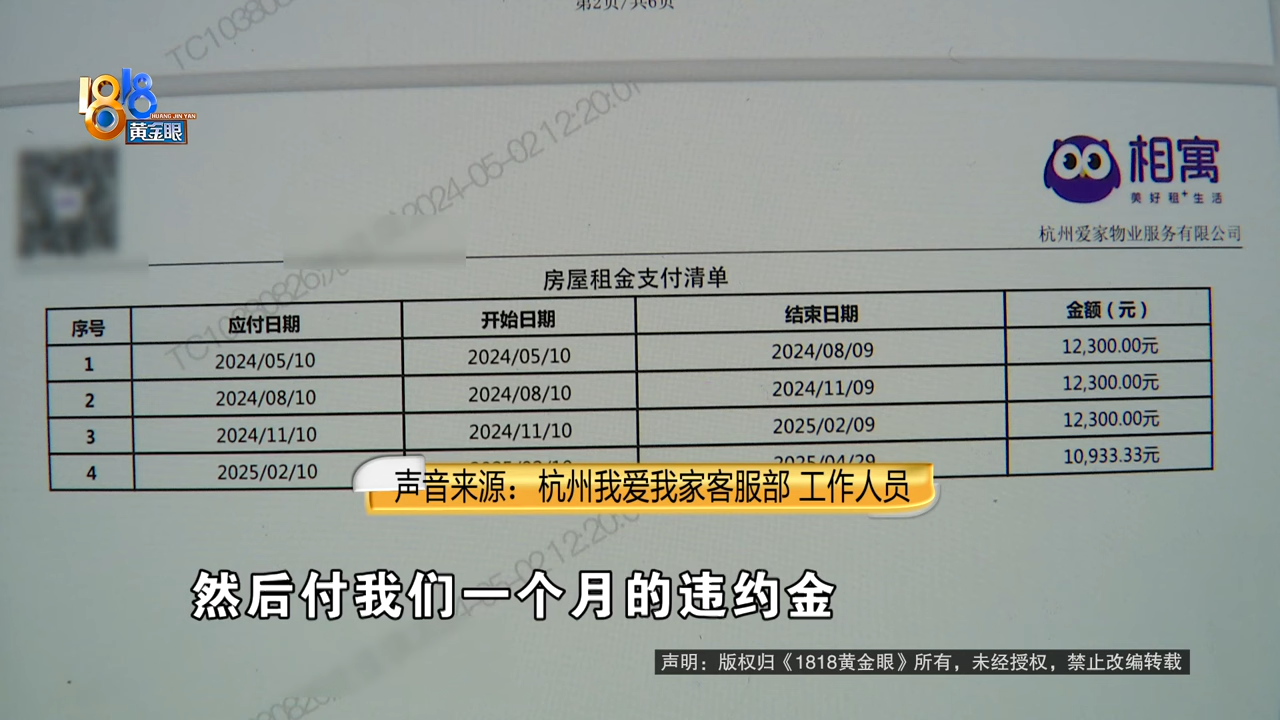 第2页/共6页
1818
HUANG JIN YAN
黄金眼
相寓
美好租+生活
杭州爱家物业服务有限公司
房屋租金支付清单
序号 应付日期 开始日期 结束日期 金额（元）
1 2024/05/10 2024/05/10 2024/08/09 12,300.00元
2 2024/08/10 2024/08/10 2024/11/09 12,300.00元
3 2024/11/10 2024/11/10 2025/02/09 12,300.00元
4 2025/02/10 2025/04/29 10,933.33元
声音来源：杭州我爱我家客服部 工作人员
然后付我们一个月的违约金
声明：版权归《1818黄金眼》所有，未经授权，禁止改编转载